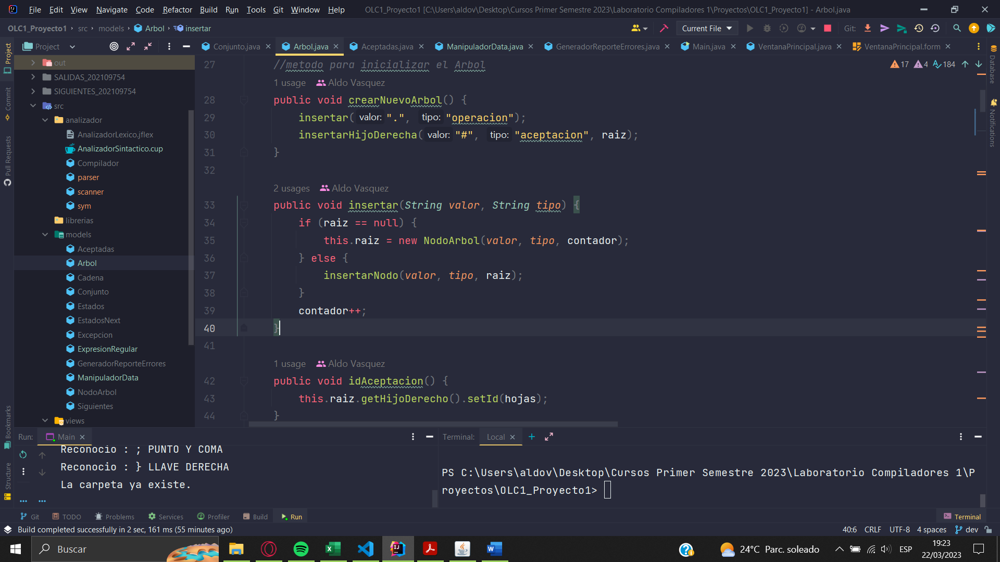 File Edit View Navigate Code Refactor Build Run Tools Git Window Help OLC1_Proyecto1 [C:\Users\aldov\Desktop\Cursos Primer Semestre 2023\Laboratorio Compiladores 1\Proyectos\OLC1_Proyecto1] - Arbol.java
OLC1_Proyecto1 › src › models › Arbol › insertar Current File Git:
Project Conjunto.java Arbol.java Aceptadas.java ManipuladorData.java GeneradorReporteErrores.java Main.java VentanaPrincipal.java VentanaPrincipal.form
Project
Commit
Pull Requests
Bookmarks
Structure
out
SALIDAS_202109754
SIGUIENTES_202109754
src
analizador
AnalizadorLexico.jflex
AnalizadorSintactico.cup
Compilador
parser
scanner
sym
librerias
models
Aceptadas
Arbol
Cadena
Conjunto
Estados
EstadosNext
Excepcion
ExpresionRegular
GeneradorReporteErrores
ManipuladorData
NodoArbol
Siguientes
views
17 4 184
27 //metodo para inicializar el Arbol
1 usage Aldo Vasquez
28 public void crearNuevoArbol() {
29 insertar( valor: ".", tipo: "operacion");
30 insertarHijoDerecha( valor: "#", tipo: "aceptacion", raiz);
31 }
32
2 usages Aldo Vasquez
33 public void insertar(String valor, String tipo) {
34 if (raiz == null) {
35 this.raiz = new NodoArbol(valor, tipo, contador);
36 } else {
37 insertarNodo(valor, tipo, raiz);
38 }
39 contador++;
40 }
41
1 usage Aldo Vasquez
42 public void idAceptacion() {
43 this.raiz.getHijoDerecho().setId(hojas);
44 }
Database
Notifications
Run: Main
Reconocio : ; PUNTO Y COMA
Reconocio : } LLAVE DERECHA
La carpeta ya existe.
Terminal: Local
PS C:\Users\aldov\Desktop\Cursos Primer Semestre 2023\Laboratorio Compiladores 1\P
royectos\OLC1_Proyecto1>
Git TODO Problems Services Profiler Build Run Terminal
Build completed successfully in 2 sec, 161 ms (55 minutes ago) 40:6 CRLF UTF-8 4 spaces dev
Buscar 24°C Parc. soleado ESP 19:23
22/03/2023